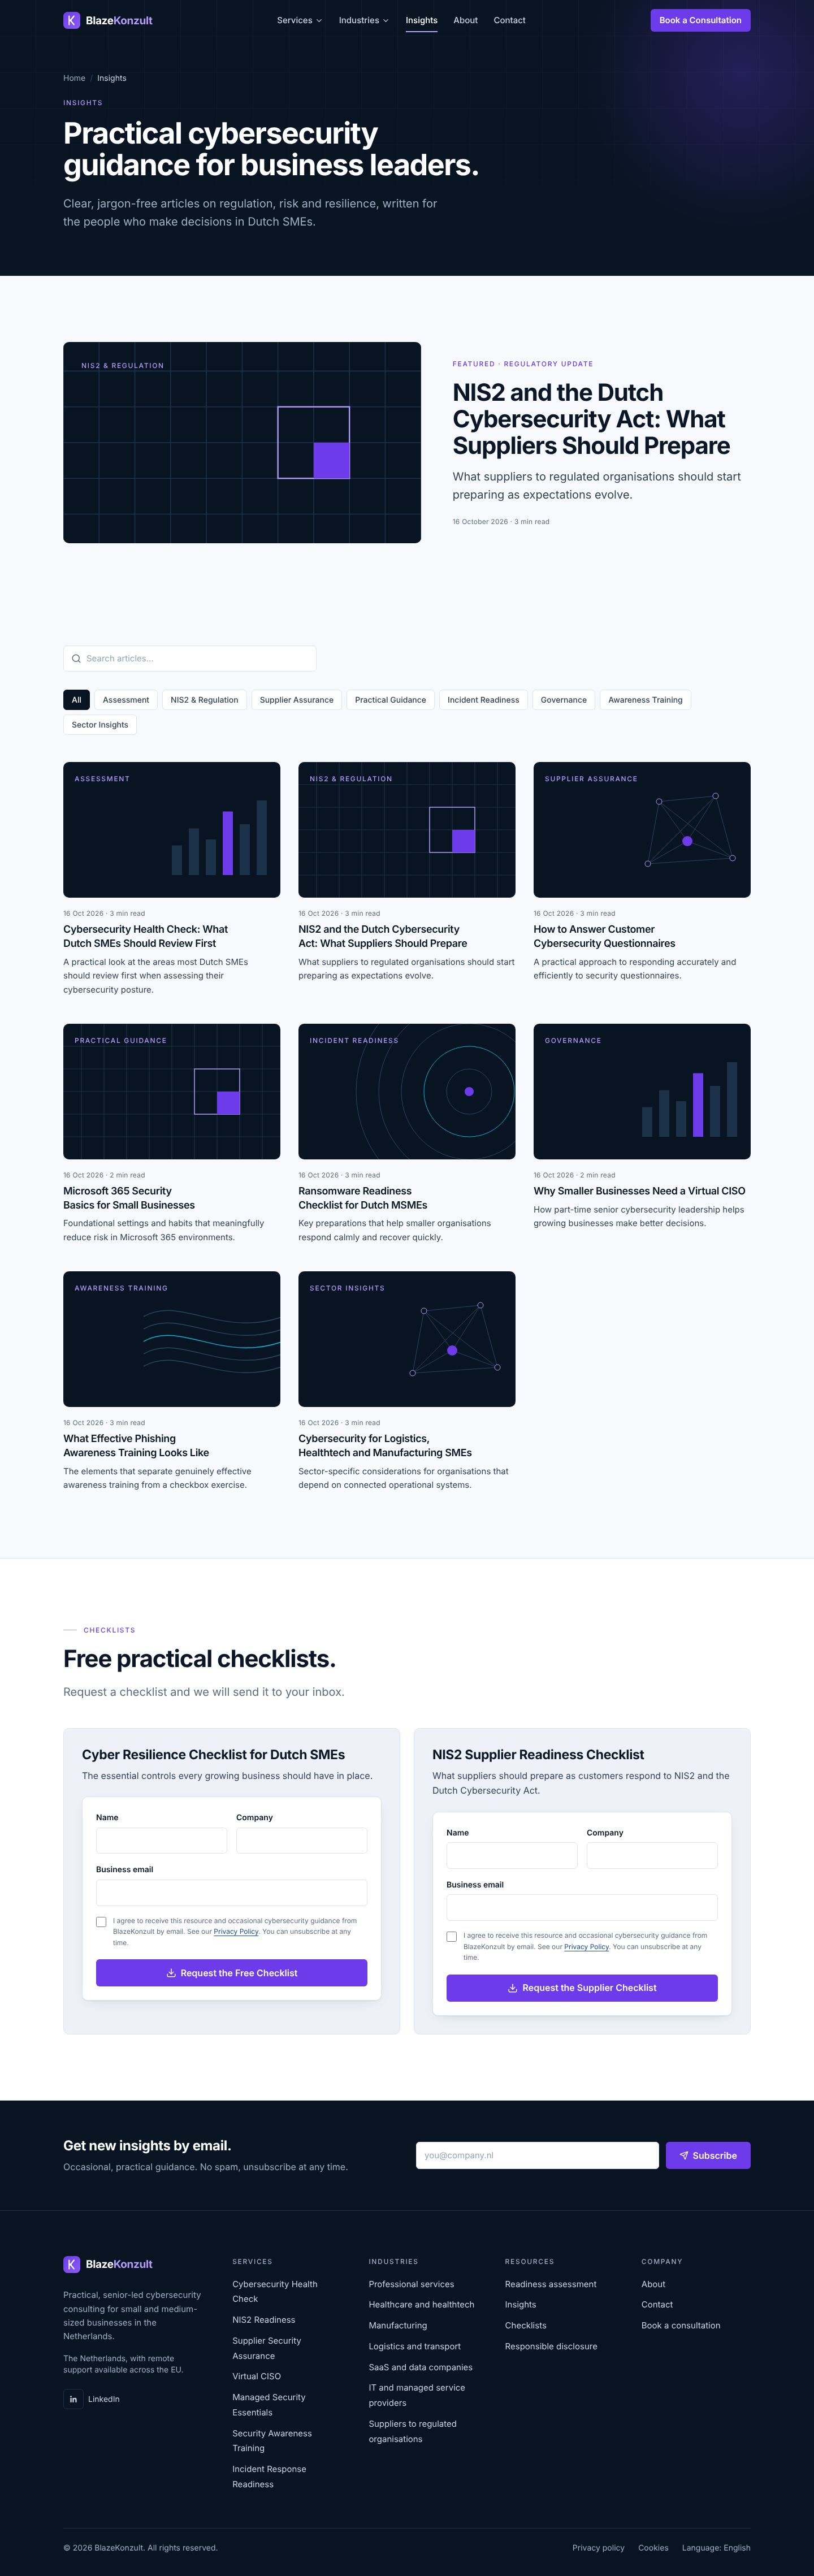 BlazeKonzult
Services
Industries
Insights
About
Contact
Book a Consultation
Home / Insights
INSIGHTS
Practical cybersecurity
guidance for business leaders.
Clear, jargon-free articles on regulation, risk and resilience, written for
the people who make decisions in Dutch SMEs.
NIS2 & REGULATION
FEATURED · REGULATORY UPDATE
NIS2 and the Dutch
Cybersecurity Act: What
Suppliers Should Prepare
What suppliers to regulated organisations should start
preparing as expectations evolve.
16 October 2026 · 3 min read
Search articles...
All
Assessment
NIS2 & Regulation
Supplier Assurance
Practical Guidance
Incident Readiness
Governance
Awareness Training
Sector Insights
ASSESSMENT
16 Oct 2026 · 3 min read
Cybersecurity Health Check: What
Dutch SMEs Should Review First
A practical look at the areas most Dutch SMEs
should review first when assessing their
cybersecurity posture.
NIS2 & REGULATION
16 Oct 2026 · 3 min read
NIS2 and the Dutch Cybersecurity
Act: What Suppliers Should Prepare
What suppliers to regulated organisations should start
preparing as expectations evolve.
SUPPLIER ASSURANCE
16 Oct 2026 · 3 min read
How to Answer Customer
Cybersecurity Questionnaires
A practical approach to responding accurately and
efficiently to security questionnaires.
PRACTICAL GUIDANCE
16 Oct 2026 · 2 min read
Microsoft 365 Security
Basics for Small Businesses
Foundational settings and habits that meaningfully
reduce risk in Microsoft 365 environments.
INCIDENT READINESS
16 Oct 2026 · 3 min read
Ransomware Readiness
Checklist for Dutch MSMEs
Key preparations that help smaller organisations
respond calmly and recover quickly.
GOVERNANCE
16 Oct 2026 · 2 min read
Why Smaller Businesses Need a Virtual CISO
How part-time senior cybersecurity leadership helps
growing businesses make better decisions.
AWARENESS TRAINING
16 Oct 2026 · 3 min read
What Effective Phishing
Awareness Training Looks Like
The elements that separate genuinely effective
awareness training from a checkbox exercise.
SECTOR INSIGHTS
16 Oct 2026 · 3 min read
Cybersecurity for Logistics,
Healthtech and Manufacturing SMEs
Sector-specific considerations for organisations that
depend on connected operational systems.
CHECKLISTS
Free practical checklists.
Request a checklist and we will send it to your inbox.
Cyber Resilience Checklist for Dutch SMEs
The essential controls every growing business should have in place.
Name
Company
Business email
I agree to receive this resource and occasional cybersecurity guidance from
BlazeKonzult by email. See our Privacy Policy. You can unsubscribe at any
time.
Request the Free Checklist
NIS2 Supplier Readiness Checklist
What suppliers should prepare as customers respond to NIS2 and the
Dutch Cybersecurity Act.
Name
Company
Business email
I agree to receive this resource and occasional cybersecurity guidance from
BlazeKonzult by email. See our Privacy Policy. You can unsubscribe at any
time.
Request the Supplier Checklist
Get new insights by email.
Occasional, practical guidance. No spam, unsubscribe at any time.
you@company.nl
Subscribe
BlazeKonzult
Practical, senior-led cybersecurity
consulting for small and medium-
sized businesses in the
Netherlands.
The Netherlands, with remote
support available across the EU.
LinkedIn
SERVICES
Cybersecurity Health
Check
NIS2 Readiness
Supplier Security
Assurance
Virtual CISO
Managed Security
Essentials
Security Awareness
Training
Incident Response
Readiness
INDUSTRIES
Professional services
Healthcare and healthtech
Manufacturing
Logistics and transport
SaaS and data companies
IT and managed service
providers
Suppliers to regulated
organisations
RESOURCES
Readiness assessment
Insights
Checklists
Responsible disclosure
COMPANY
About
Contact
Book a consultation
© 2026 BlazeKonzult. All rights reserved.
Privacy policy
Cookies
Language: English